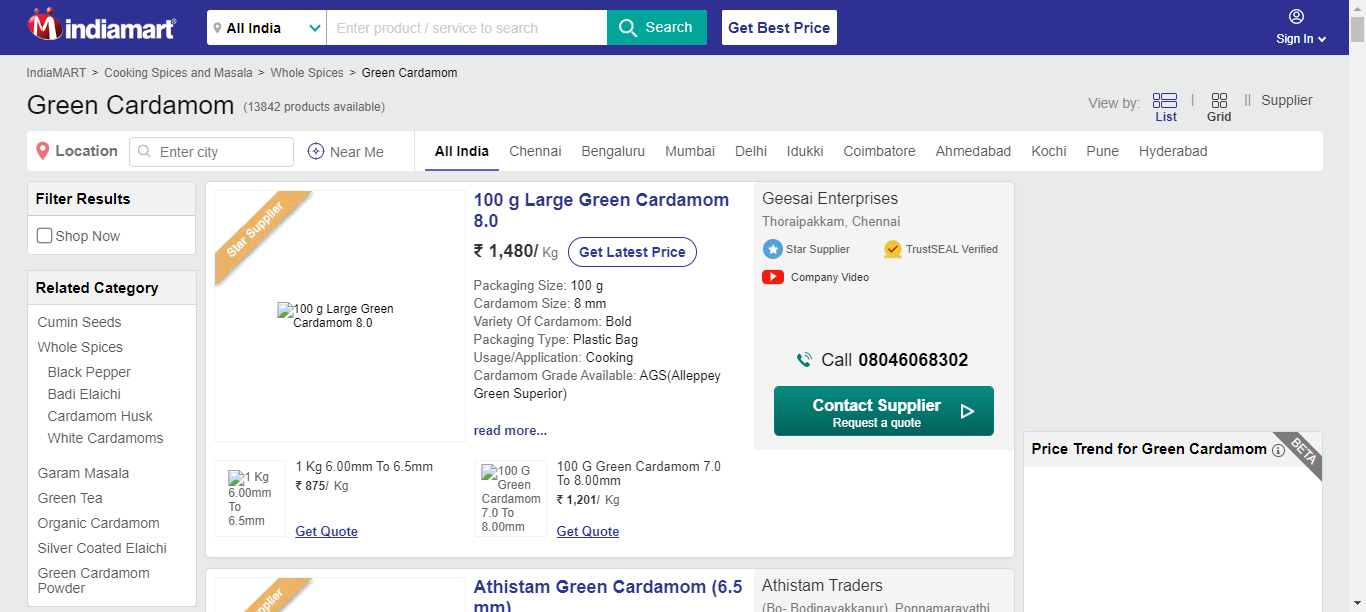 indiamart
All India
Enter product / service to search
Search
Get Best Price
Sign In
IndiaMART > Cooking Spices and Masala > Whole Spices > Green Cardamom
Green Cardamom (13842 products available)
View by:
List
Grid
Supplier
Location
Enter city
Near Me
All India
Chennai
Bengaluru
Mumbai
Delhi
Idukki
Coimbatore
Ahmedabad
Kochi
Pune
Hyderabad
Filter Results
Shop Now
Related Category
Cumin Seeds
Whole Spices
Black Pepper
Badi Elaichi
Cardamom Husk
White Cardamoms
Garam Masala
Green Tea
Organic Cardamom
Silver Coated Elaichi
Green Cardamom
Powder
Star Supplier
100 g Large Green
Cardamom 8.0
100 g Large Green Cardamom
8.0
₹ 1,480/ Kg
Get Latest Price
Packaging Size: 100 g
Cardamom Size: 8 mm
Variety Of Cardamom: Bold
Packaging Type: Plastic Bag
Usage/Application: Cooking
Cardamom Grade Available: AGS(Alleppey
Green Superior)
read more...
Geesai Enterprises
Thoraipakkam, Chennai
Star Supplier
TrustSEAL Verified
Company Video
Call 08046068302
Contact Supplier
Request a quote
1 Kg
6.00mm
To
6.5mm
1 Kg 6.00mm To 6.5mm
₹ 875/ Kg
Get Quote
100 G
Green
Cardamom
7.0 To
8.00mm
100 G Green Cardamom 7.0
To 8.00mm
₹ 1,201/ Kg
Get Quote
Price Trend for Green Cardamom
BETA
Athistam Green Cardamom (6.5
mm)
Athistam Traders
(Bo- Bodinayakkanur), Ponnamaravathi